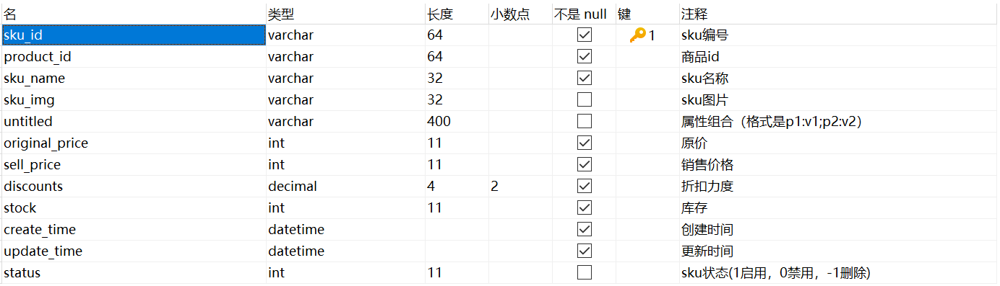 名 类型 长度 小数点 不是 null 键 注释
sku_id varchar 64 1 sku编号
product_id varchar 64 商品id
sku_name varchar 32 sku名称
sku_img varchar 32 sku图片
untitled varchar 400 属性组合（格式是p1:v1;p2:v2）
original_price int 11 原价
sell_price int 11 销售价格
discounts decimal 4 2 折扣力度
stock int 11 库存
create_time datetime 创建时间
update_time datetime 更新时间
status int 11 sku状态(1启用，0禁用，-1删除)